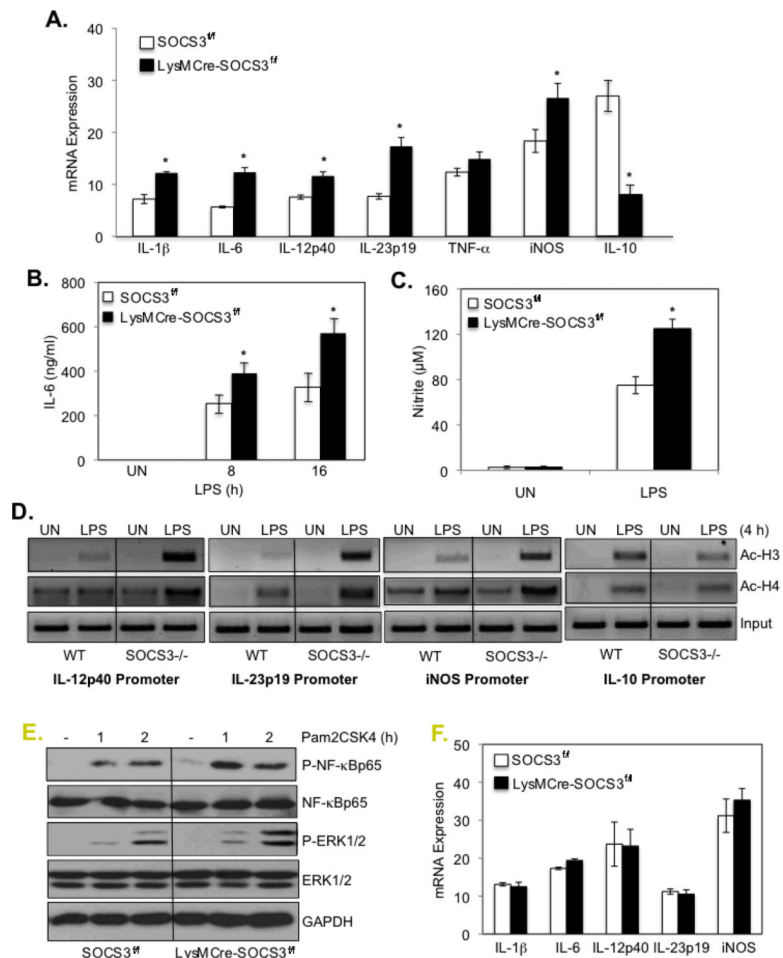 A.
40
30
20
10
0
mRNA Expression
SOCS3f/f
LysMCre-SOCS3f/f
*
*
*
*
*
*
IL-1β IL-6 IL-12p40 IL-23p19 TNF-α iNOS IL-10
B.
800
600
400
200
0
IL-6 (ng/ml)
SOCS3f/f
LysMCre-SOCS3f/f
*
*
UN 8 16
LPS (h)
C.
160
120
80
40
0
Nitrite (µM)
SOCS3f/f
LysMCre-SOCS3f/f
*
UN LPS
D.
UN LPS UN LPS UN LPS UN LPS UN LPS UN LPS UN LPS UN LPS (4 h)
Ac-H3
Ac-H4
Input
WT SOCS3-/- WT SOCS3-/- WT SOCS3-/- WT SOCS3-/-
IL-12p40 Promoter IL-23p19 Promoter iNOS Promoter IL-10 Promoter
E.
- 1 2 - 1 2 Pam2CSK4 (h)
P-NF-κBp65
NF-κBp65
P-ERK1/2
ERK1/2
GAPDH
SOCS3f/f LysMCre-SOCS3f/f
F.
50
40
30
20
10
0
mRNA Expression
SOCS3f/f
LysMCre-SOCS3f/f
IL-1β IL-6 IL-12p40 IL-23p19 iNOS